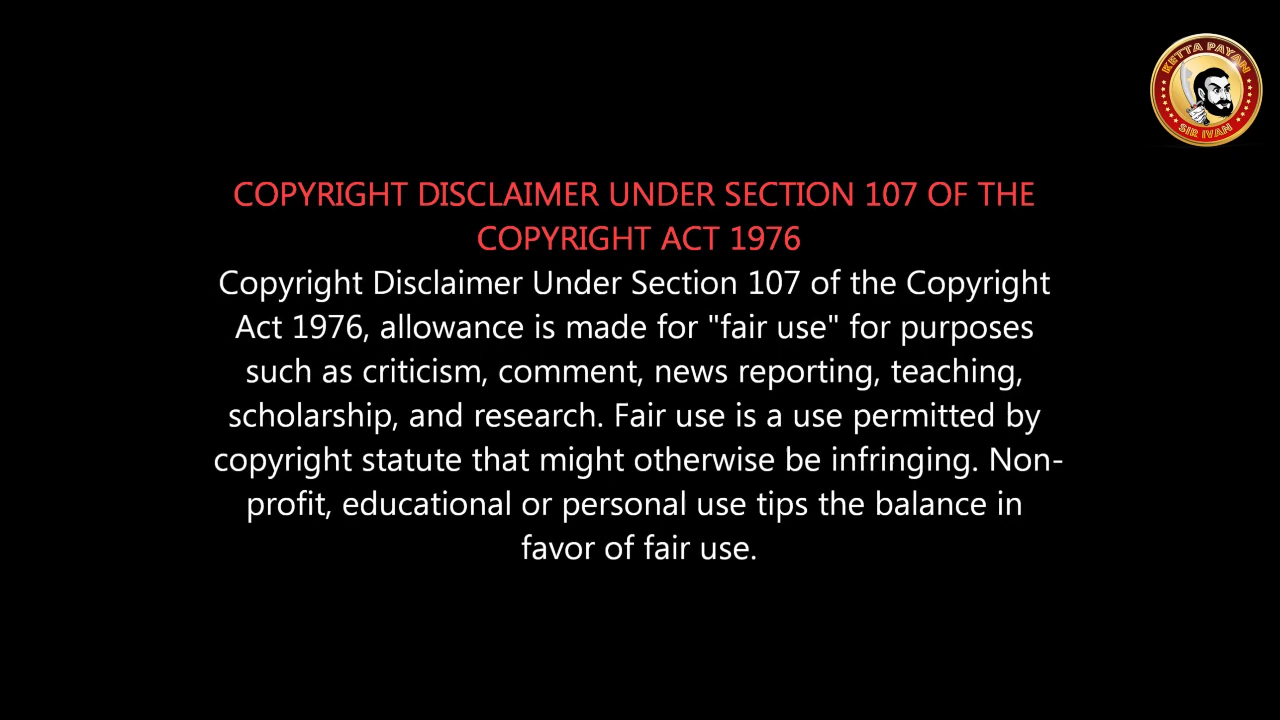 KETTA PAYAN
SIR IVAN
COPYRIGHT DISCLAIMER UNDER SECTION 107 OF THE
COPYRIGHT ACT 1976
Copyright Disclaimer Under Section 107 of the Copyright
Act 1976, allowance is made for "fair use" for purposes
such as criticism, comment, news reporting, teaching,
scholarship, and research. Fair use is a use permitted by
copyright statute that might otherwise be infringing. Non-
profit, educational or personal use tips the balance in
favor of fair use.